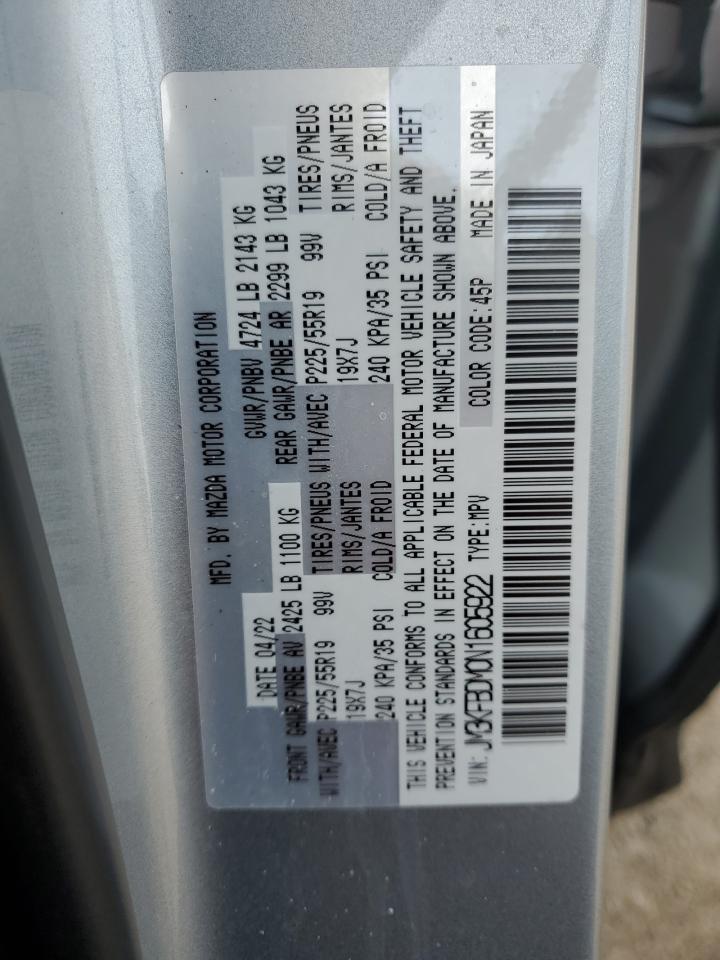 MFD. BY MAZDA MOTOR CORPORATION
DATE 04/22 GVWR/PNBV 4724 LB 2143 KG
FRONT GAWR/PNBE AV 2425 LB 1100 KG REAR GAWR/PNBE AR 2299 LB 1043 KG
WITH/AVEC P225/55R19 99V TIRES/PNEUS WITH/AVEC P225/55R19 99V TIRES/PNEUS
19X7J RIMS/JANTES 19X7J RIMS/JANTES
240 KPA/35 PSI COLD/A FROID 240 KPA/35 PSI COLD/A FROID
THIS VEHICLE CONFORMS TO ALL APPLICABLE FEDERAL MOTOR VEHICLE SAFETY AND THEFT
PREVENTION STANDARDS IN EFFECT ON THE DATE OF MANUFACTURE SHOWN ABOVE.
VIN: JM3KFBDM0N1605922 TYPE:MPV COLOR CODE:45P MADE IN JAPAN